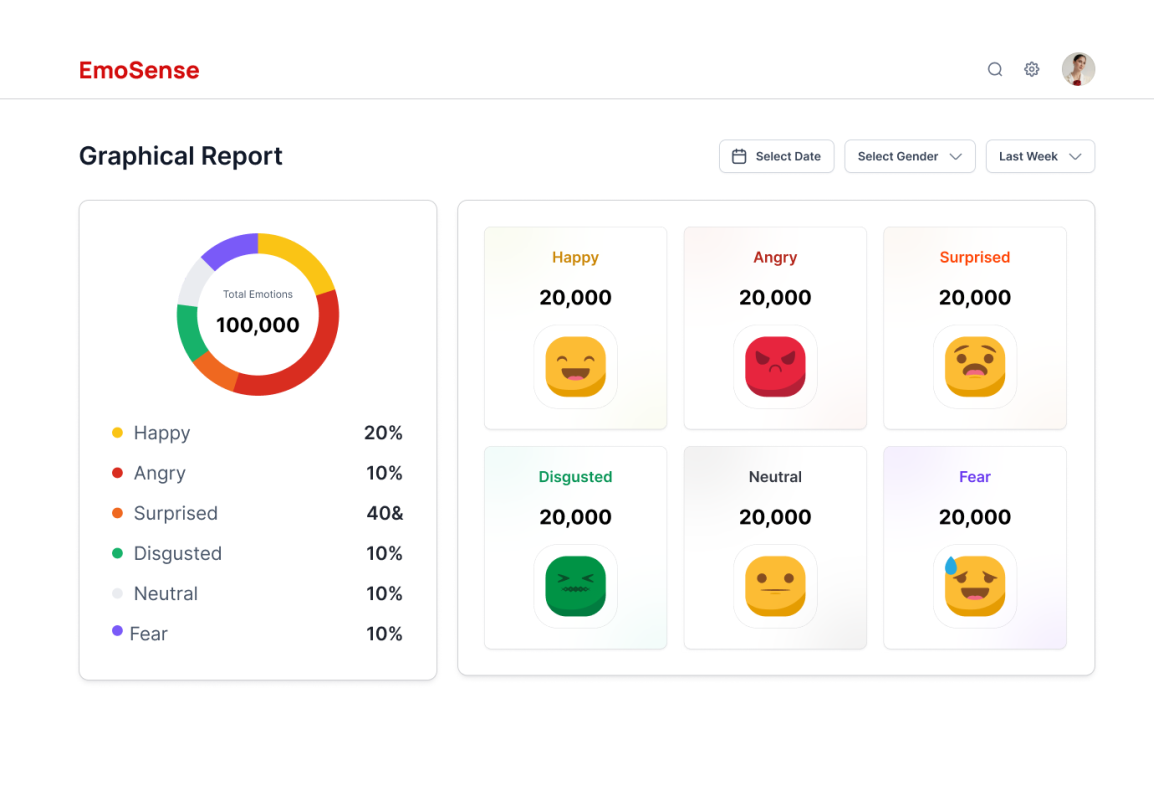 EmoSense
Graphical Report
Select Date
Select Gender
Last Week
Total Emotions
100,000
Happy 20%
Angry 10%
Surprised 40&
Disgusted 10%
Neutral 10%
Fear 10%
Happy
20,000
Angry
20,000
Surprised
20,000
Disgusted
20,000
Neutral
20,000
Fear
20,000